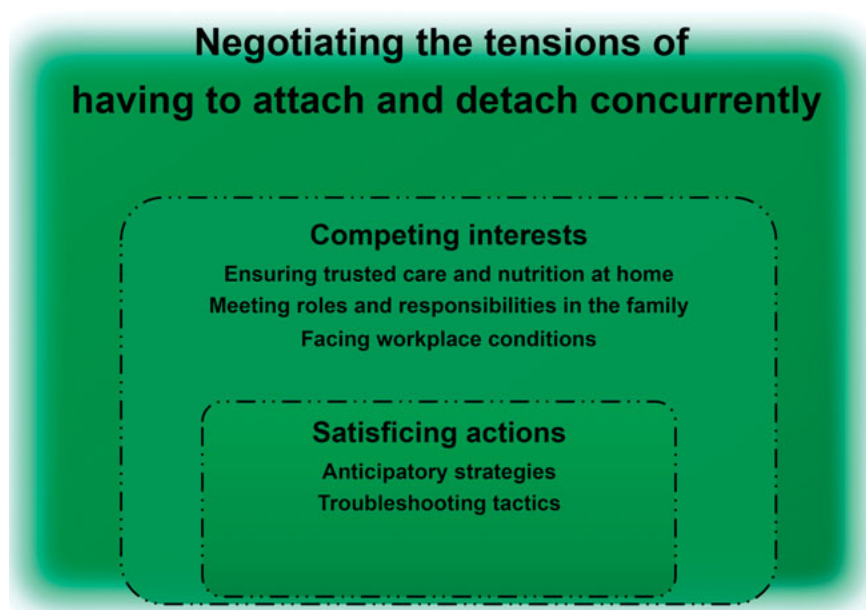 Negotiating the tensions of
having to attach and detach concurrently
Competing interests
Ensuring trusted care and nutrition at home
Meeting roles and responsibilities in the family
Facing workplace conditions
Satisficing actions
Anticipatory strategies
Troubleshooting tactics